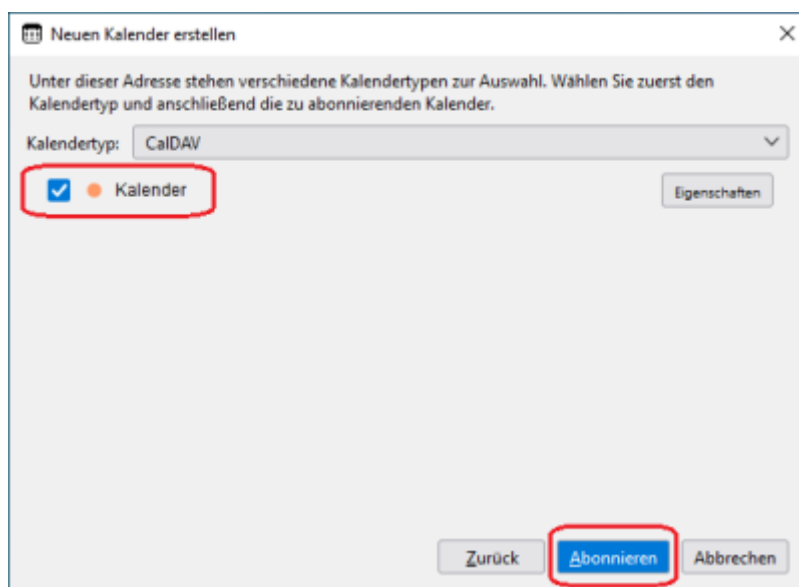 Neuen Kalender erstellen
Unter dieser Adresse stehen verschiedene Kalendertypen zur Auswahl. Wählen Sie zuerst den
Kalendertyp und anschließend die zu abonnierenden Kalender.
Kalendertyp: CalDAV
Kalender Eigenschaften
Zurück Abonnieren Abbrechen